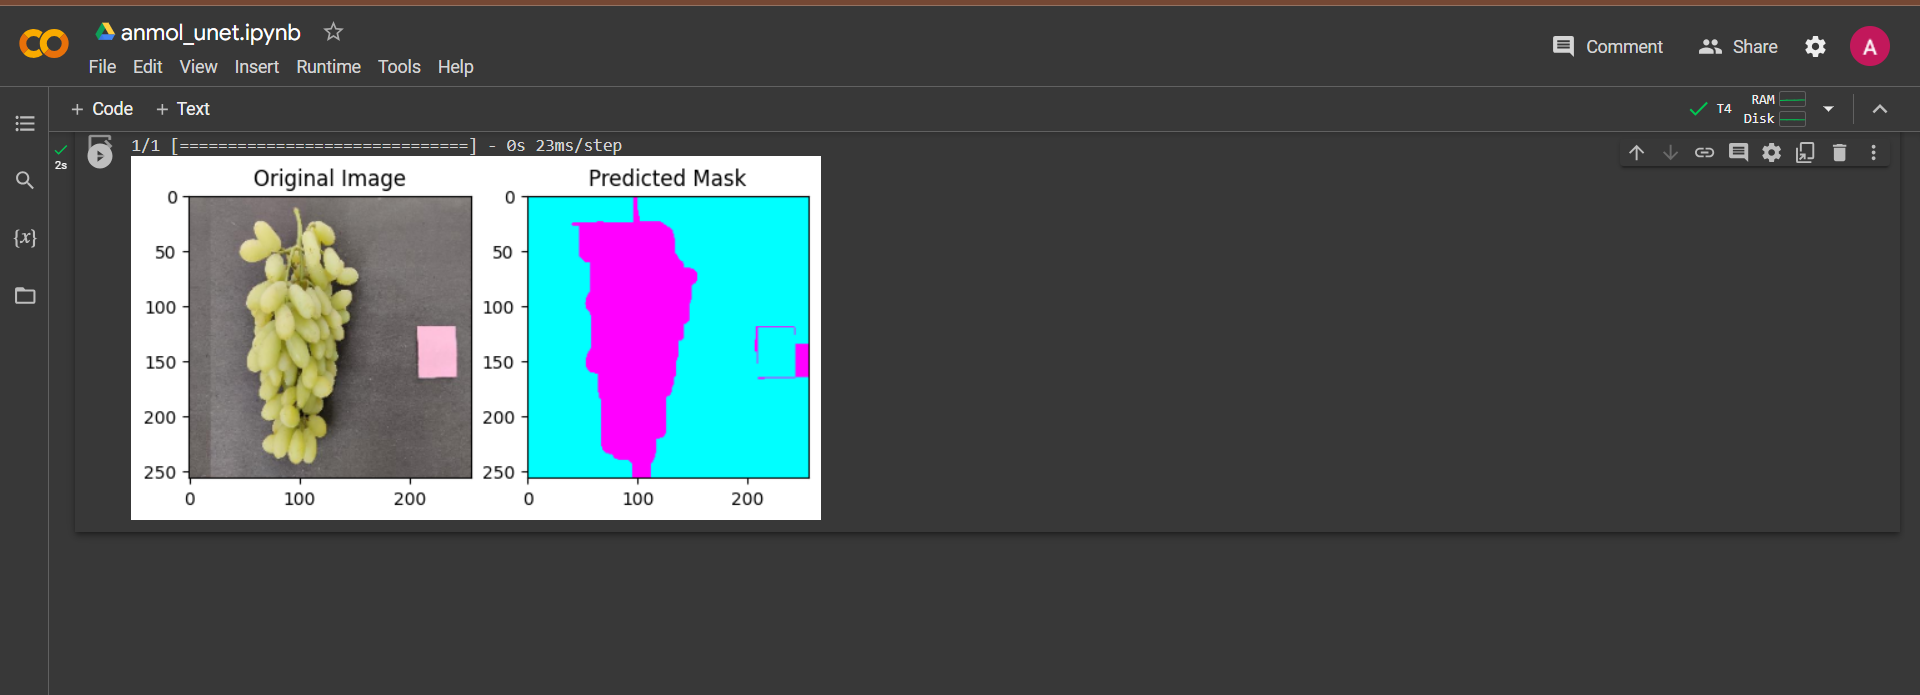 anmol_unet.ipynb
Comment
Share
A
File Edit View Insert Runtime Tools Help
+ Code + Text
T4
RAM
Disk
{x}
2s
1/1 [==============================] - 0s 23ms/step
Original Image
Predicted Mask
0
50
100
150
200
250
0 100 200
0
50
100
150
200
250
0 100 200